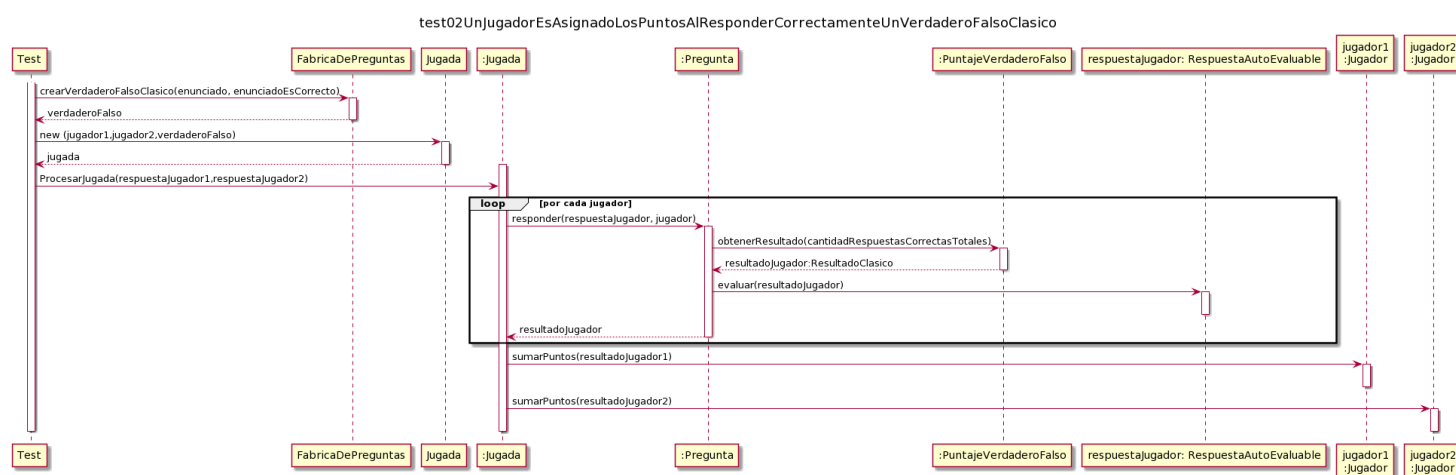 test02UnJugadorEsAsignadoLosPuntosAlResponderCorrectamenteUnVerdaderoFalsoClasico
Test
FabricaDePreguntas
Jugada
:Jugada
:Pregunta
:PuntajeVerdaderoFalso
respuestaJugador: RespuestaAutoEvaluable
jugador1
:Jugador
jugador2
:Jugador
crearVerdaderoFalsoClasico(enunciado, enunciadoEsCorrecto)
verdaderoFalso
new (jugador1,jugador2,verdaderoFalso)
jugada
ProcesarJugada(respuestaJugador1,respuestaJugador2)
loop [por cada jugador]
responder(respuestaJugador, jugador)
obtenerResultado(cantidadRespuestasCorrectasTotales)
resultadoJugador:ResultadoClasico
evaluar(resultadoJugador)
resultadoJugador
sumarPuntos(resultadoJugador1)
sumarPuntos(resultadoJugador2)
Test
FabricaDePreguntas
Jugada
:Jugada
:Pregunta
:PuntajeVerdaderoFalso
respuestaJugador: RespuestaAutoEvaluable
jugador1
:Jugador
jugador2
:Jugador